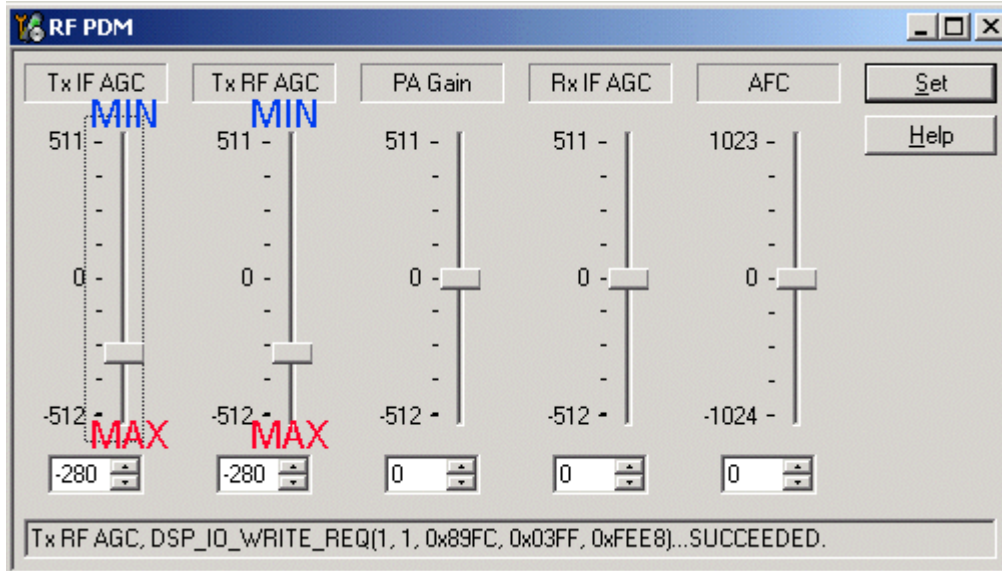 RF PDM
Tx IF AGC Tx RF AGC PA Gain Rx IF AGC AFC Set
MIN MIN
511 511 511 511 1023 Help
0 0 0 0 0
-512 -512 -512 -512 -1024
MAX MAX
-280 -280 0 0 0
Tx RF AGC, DSP_IO_WRITE_REQ(1, 1, 0x89FC, 0x03FF, 0xFEE8)...SUCCEEDED.